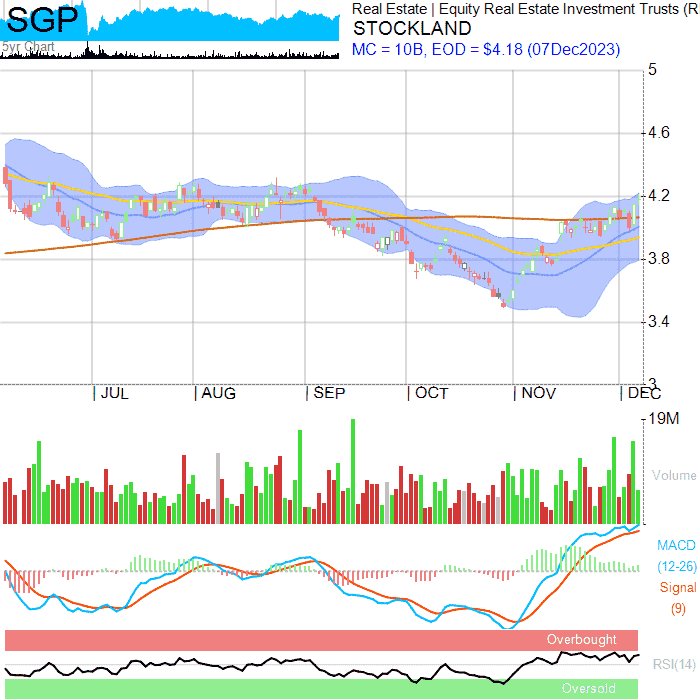 SGP
5yr Chart
Real Estate | Equity Real Estate Investment Trusts (R
STOCKLAND
MC = 10B, EOD = $4.18 (07Dec2023)
5
4.6
4.2
3.8
3.4
3
| JUL | AUG | SEP | OCT | NOV | DEC
19M
Volume
MACD
(12-26)
Signal
(9)
Overbought
RSI(14)
Oversold